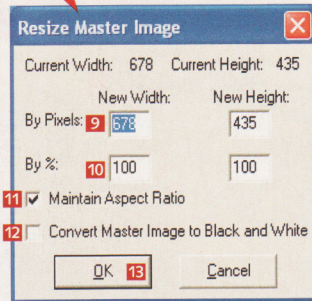 Resize Master Image
Current Width: 678 Current Height: 435
New Width: New Height:
By Pixels: 9 678 435
By %: 10 100 100
11 Maintain Aspect Ratio
12 Convert Master Image to Black and White
OK 13 Cancel